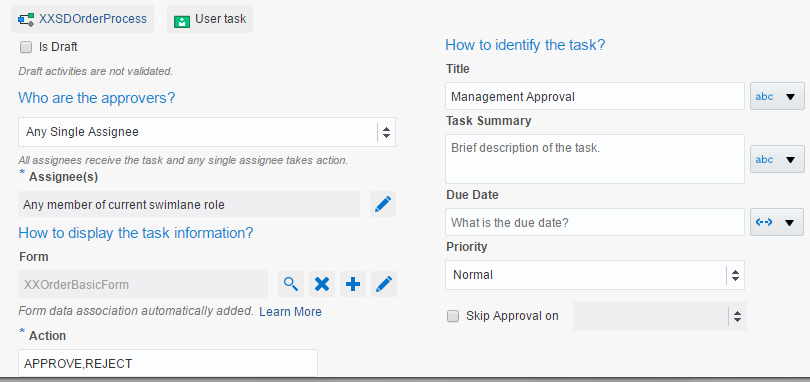 XXSDOrderProcess
User task
Is Draft
Draft activities are not validated.
Who are the approvers?
Any Single Assignee
All assignees receive the task and any single assignee takes action.
* Assignee(s)
Any member of current swimlane role
How to display the task information?
Form
XXOrderBasicForm
Form data association automatically added. Learn More
* Action
APPROVE,REJECT
How to identify the task?
Title
Management Approval
abc
Task Summary
Brief description of the task.
abc
Due Date
What is the due date?
Priority
Normal
Skip Approval on